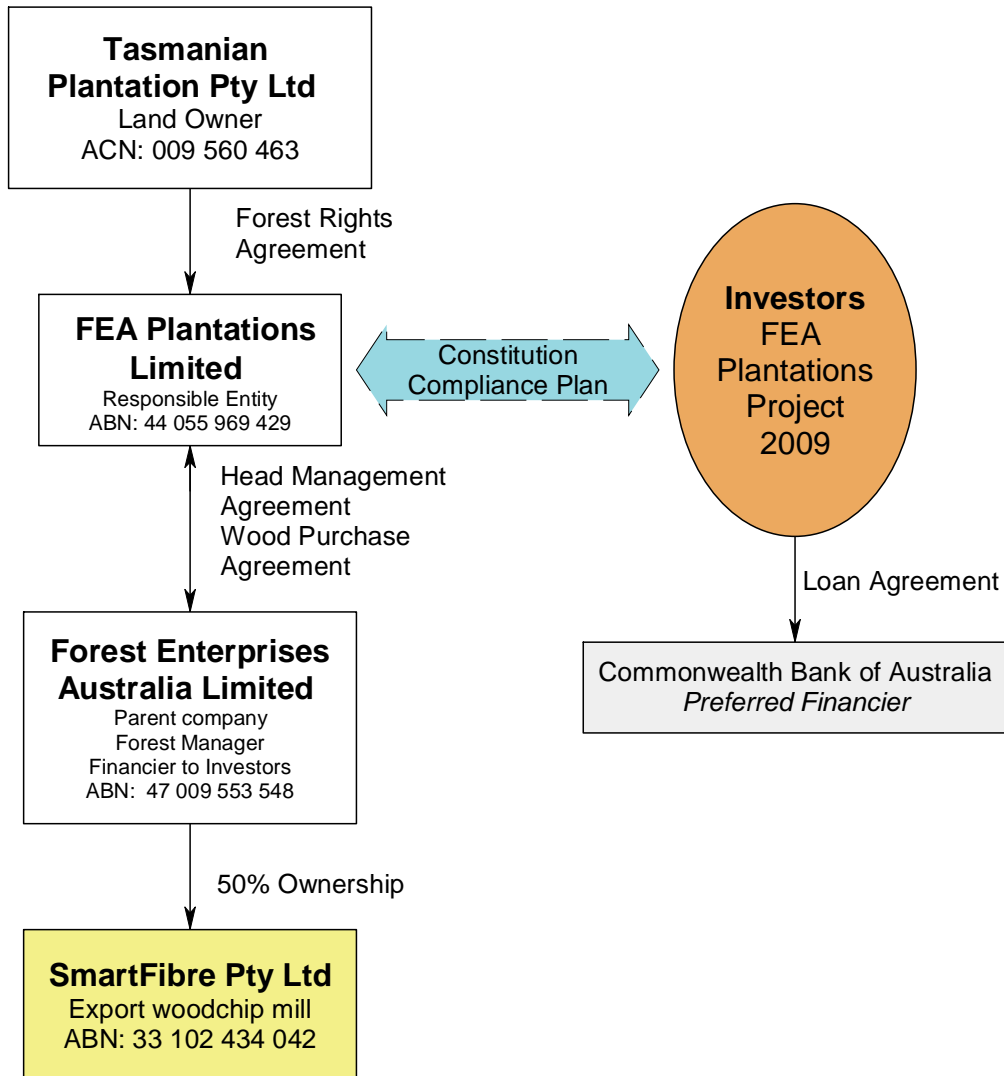 Tasmanian
Plantation Pty Ltd
Land Owner
ACN: 009 560 463
Forest Rights
Agreement
FEA Plantations
Limited
Responsible Entity
ABN: 44 055 969 429
Constitution
Compliance Plan
Investors
FEA
Plantations
Project
2009
Head Management
Agreement
Wood Purchase
Agreement
Loan Agreement
Forest Enterprises
Australia Limited
Parent company
Forest Manager
Financier to Investors
ABN:  47 009 553 548
Commonwealth Bank of Australia
Preferred Financier
50% Ownership
SmartFibre Pty Ltd
Export woodchip mill
ABN: 33 102 434 042